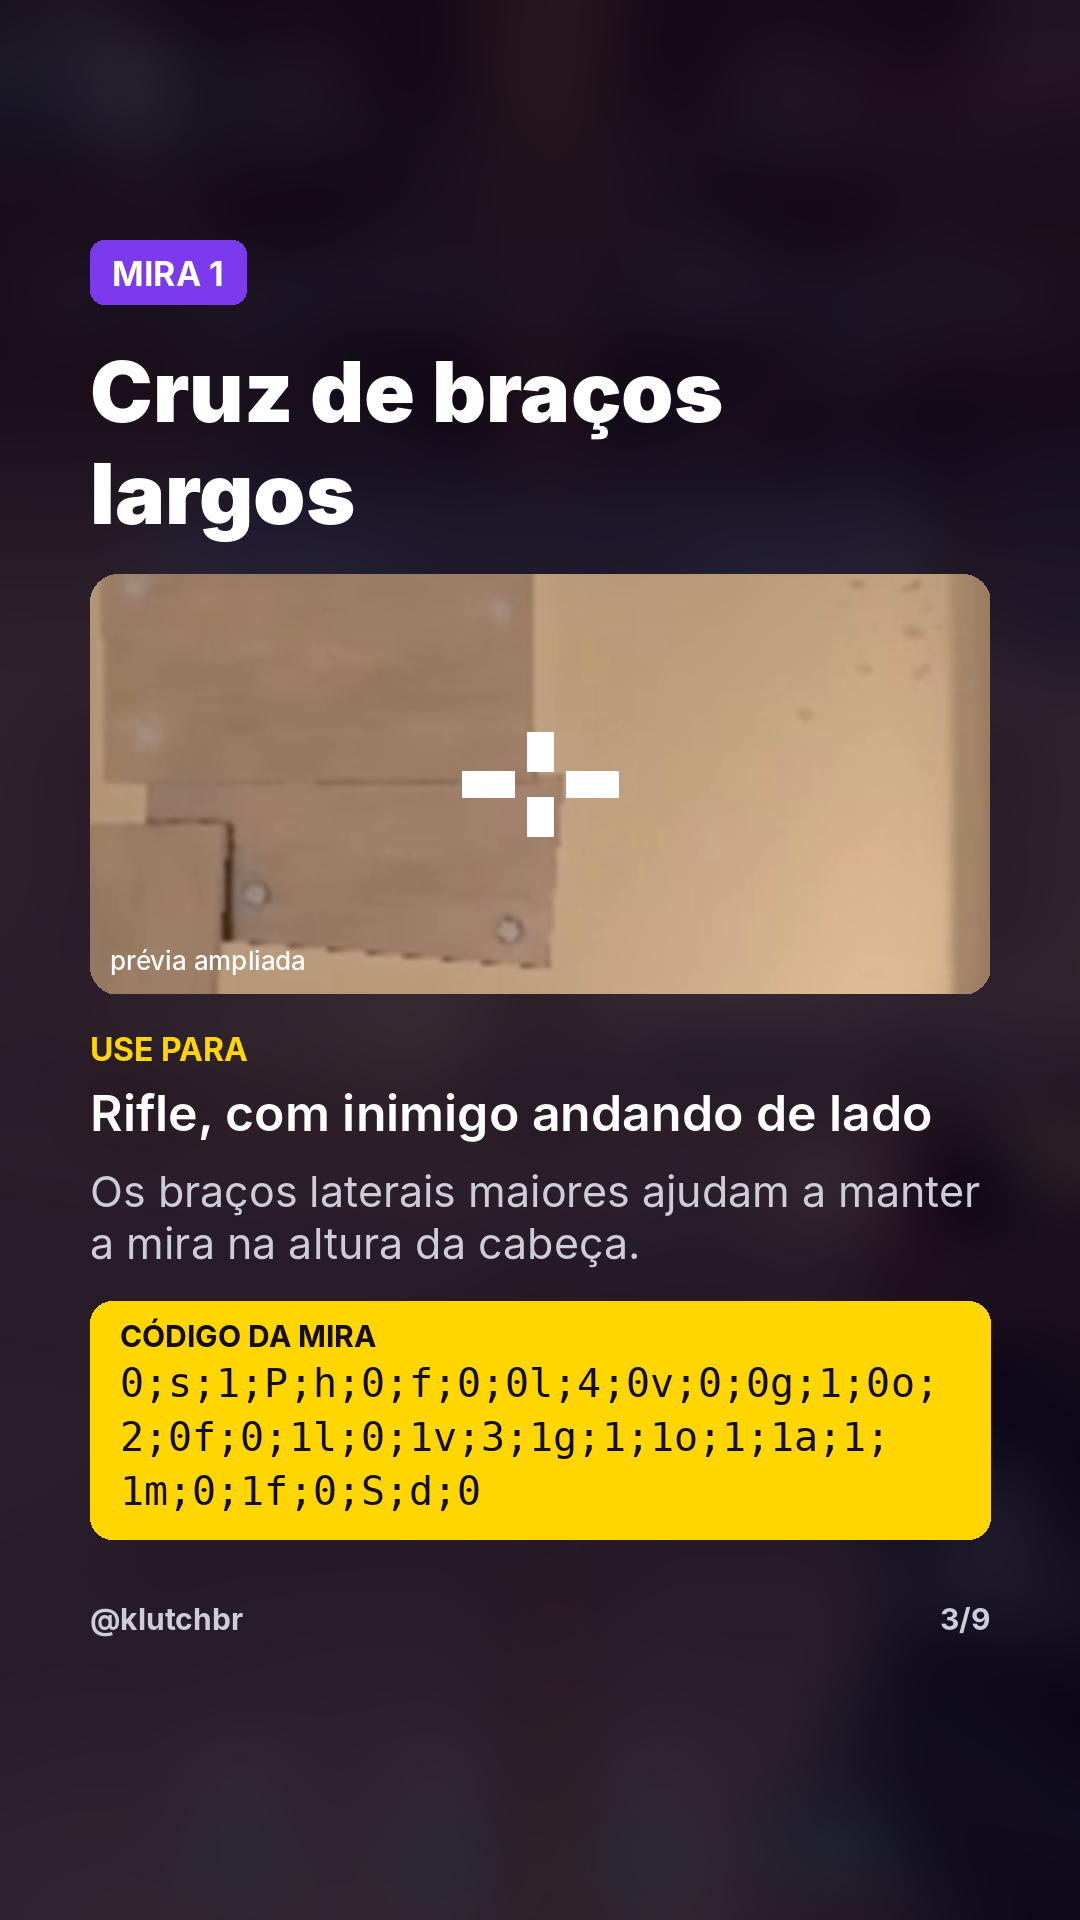 MIRA 1
Cruz de braços
largos
prévia ampliada
USE PARA
Rifle, com inimigo andando de lado
Os braços laterais maiores ajudam a manter
a mira na altura da cabeça.
CÓDIGO DA MIRA
0;s;1;P;h;0;f;0;0l;4;0v;0;0g;1;0o;
2;0f;0;1l;0;1v;3;1g;1;1o;1;1a;1;
1m;0;1f;0;S;d;0
@klutchbr
3/9